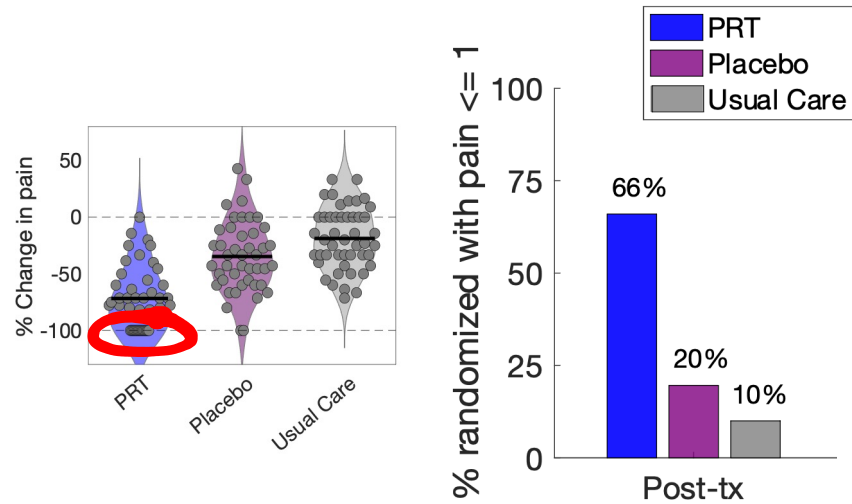 % Change in pain
50
0
-50
-100
PRT
Placebo
Usual Care
% randomized with pain <= 1
100
75
50
25
0
PRT
Placebo
Usual Care
66%
20%
10%
Post-tx